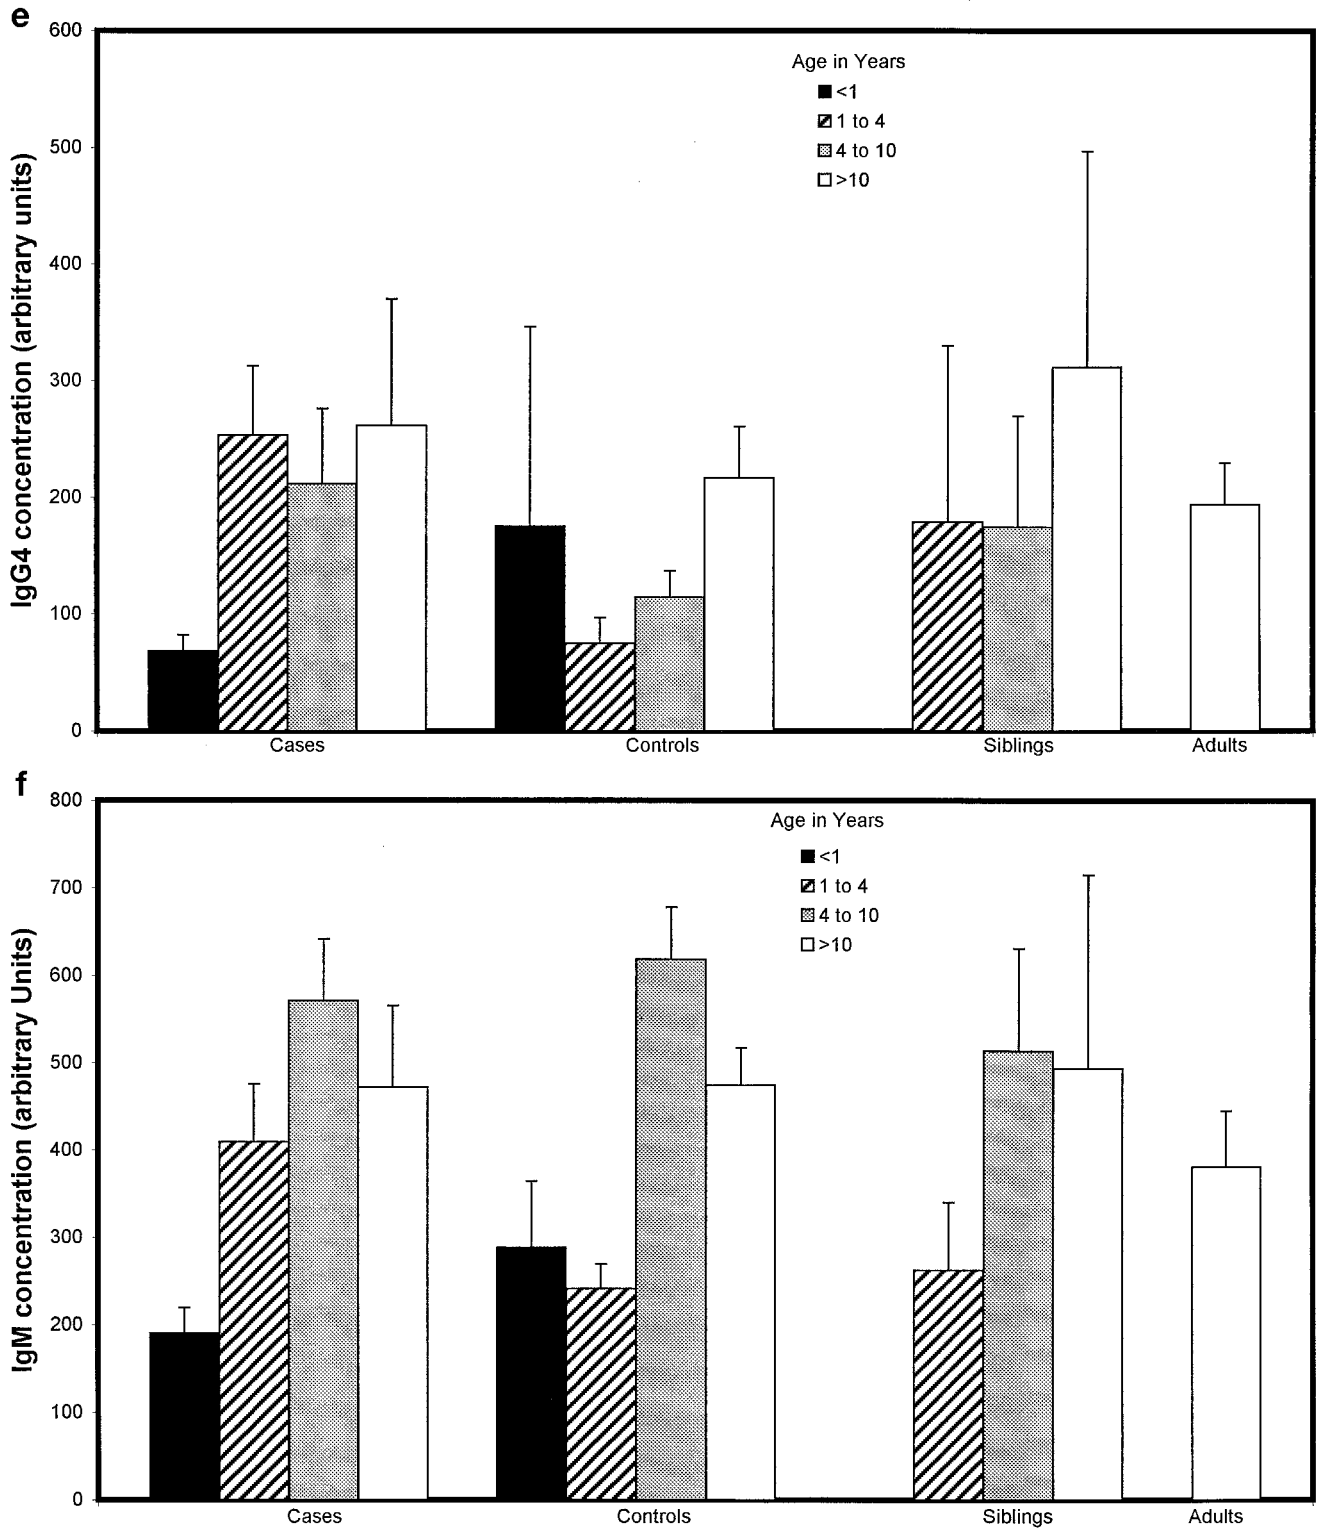 e
600
500
400
300
200
100
0
IgG4 concentration (arbitrary units)
Age in Years
<1
1 to 4
4 to 10
>10
Cases Controls Siblings Adults
f
800
700
600
500
400
300
200
100
0
IgM concentration (arbitrary Units)
Age in Years
<1
1 to 4
4 to 10
>10
Cases Controls Siblings Adults